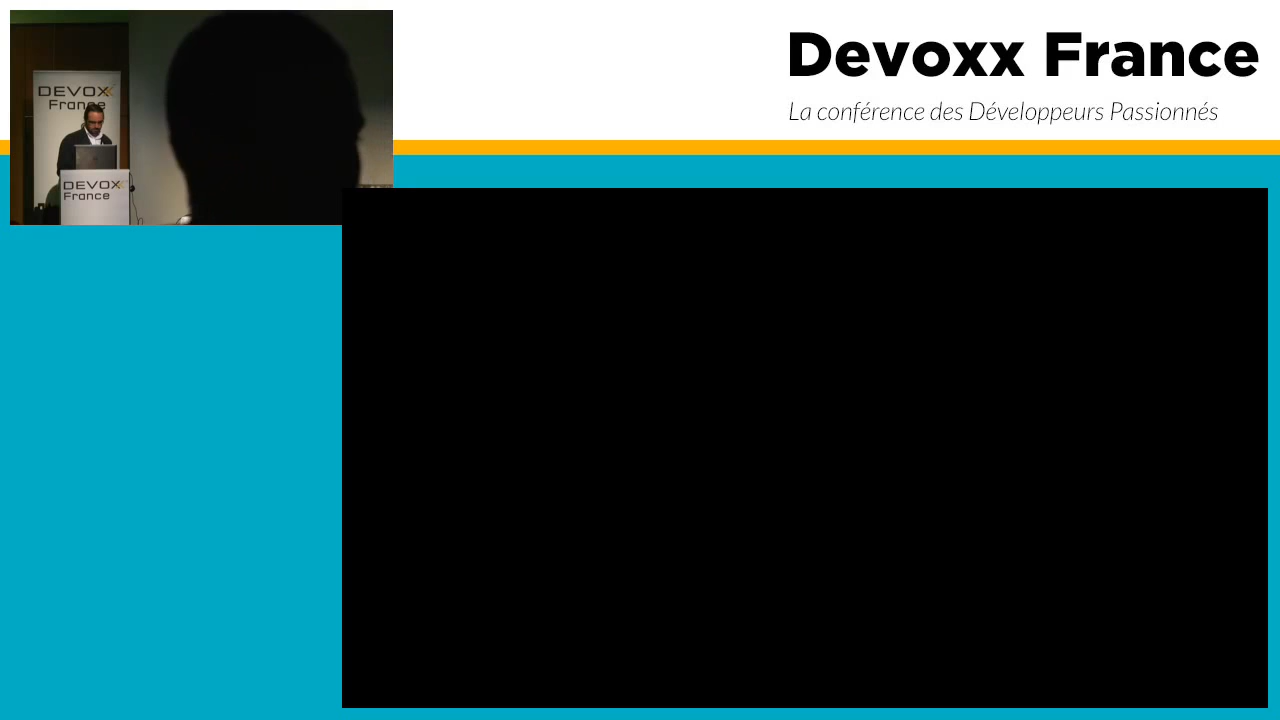 DEVOXX
France
DEVOXX
France
Devoxx France
La conférence des Développeurs Passionnés